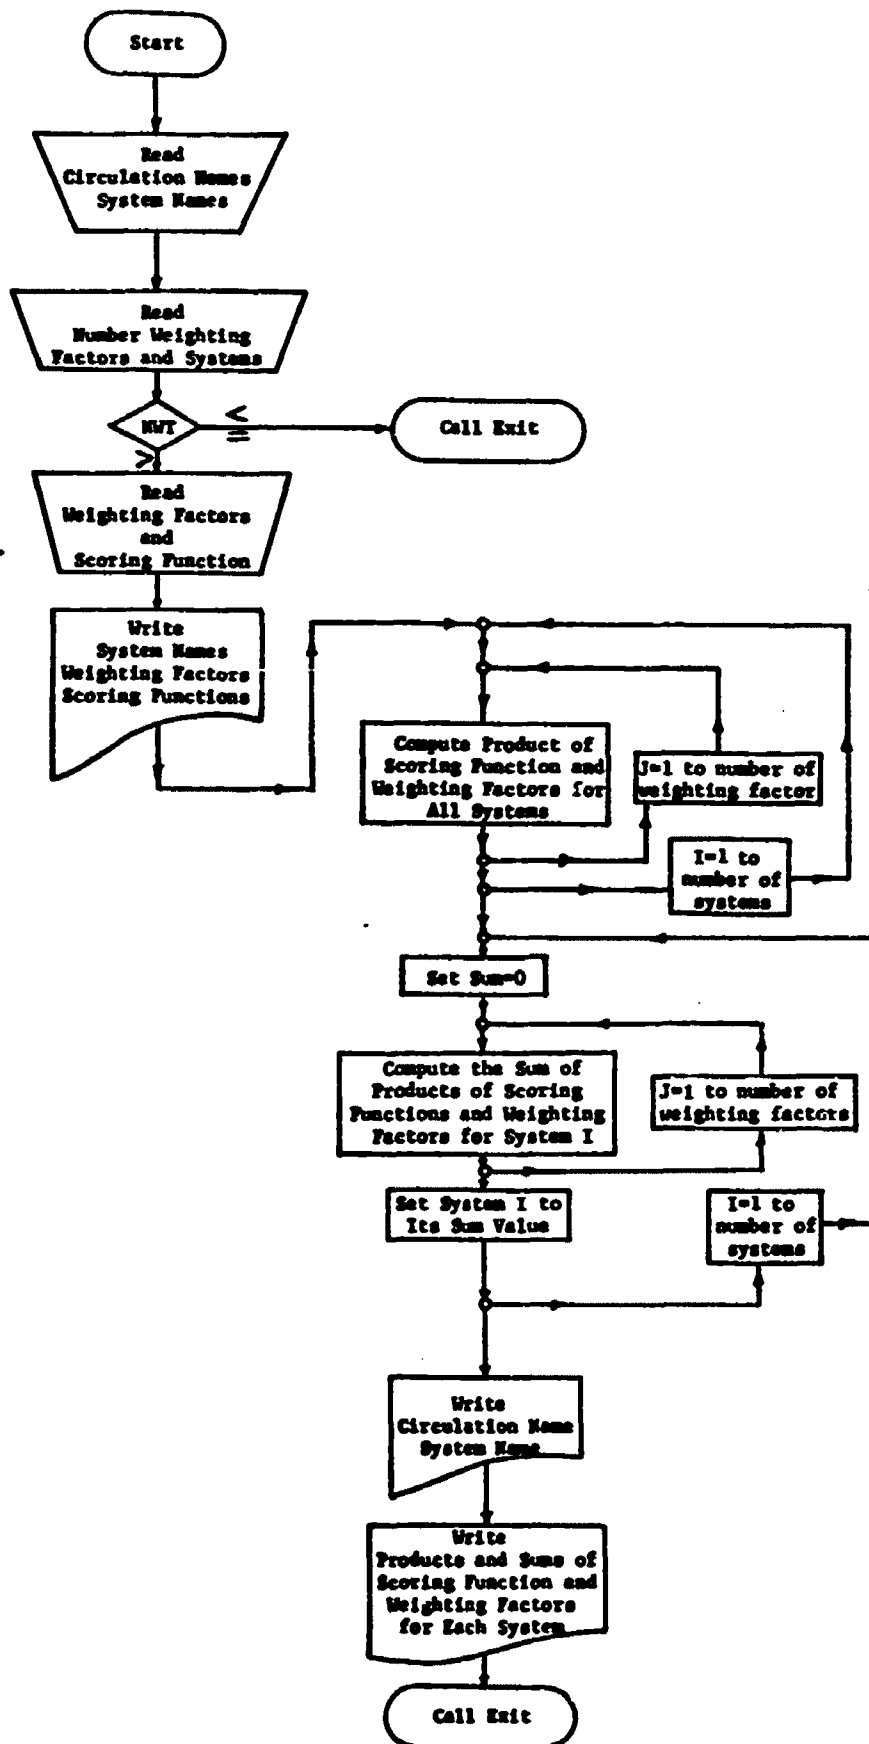 Start
Read
Circulation Names
System Names
Read
Number Weighting
Factors and Systems
NWT
<
=
Call Exit
>
Read
Weighting Factors
and
Scoring Function
Write
System Names
Weighting Factors
Scoring Functions
Compute Product of
Scoring Function and
Weighting Factors for
All Systems
J=1 to number of
weighting factor
I=1 to
number of
systems
Set Sum=0
Compute the Sum of
Products of Scoring
Functions and Weighting
Factors for System I
J=1 to number of
weighting factors
Set System I to
Its Sum Value
I=1 to
number of
systems
Write
Circulation Name
System Name
Write
Products and Sums of
Scoring Function and
Weighting Factors
for Each System
Call Exit